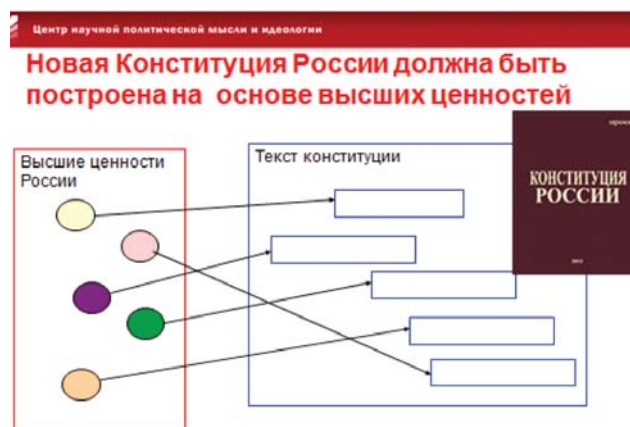 Центр научной политической мысли и идеологии
Новая Конституция России должна быть
построена на основе высших ценностей
Высшие ценности
России
Текст конституции
КОНСТИТУЦИЯ
РОССИИ